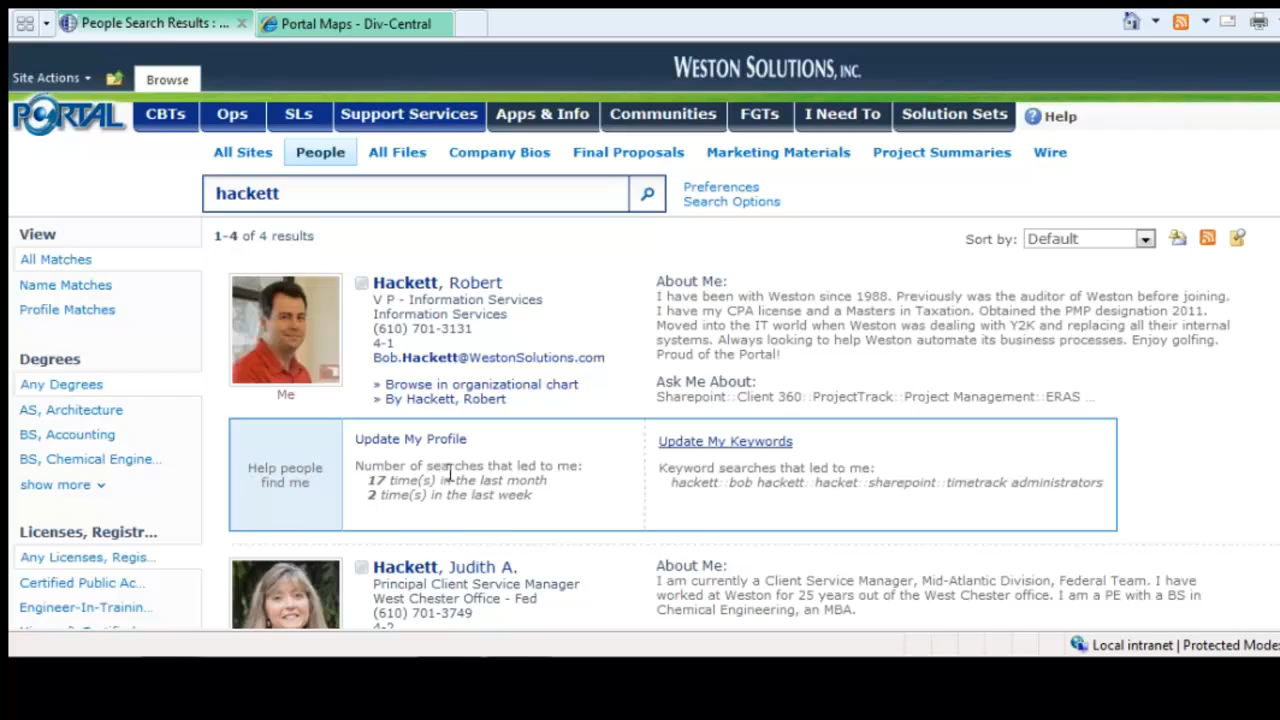 People Search Results : ...
Portal Maps - Div-Central
Site Actions
Browse
WESTON SOLUTIONS, INC.
PORTAL
CBTs
Ops
SLs
Support Services
Apps & Info
Communities
FGTs
I Need To
Solution Sets
Help
All Sites
People
All Files
Company Bios
Final Proposals
Marketing Materials
Project Summaries
Wire
hackett
Preferences
Search Options
View
All Matches
Name Matches
Profile Matches
Degrees
Any Degrees
AS, Architecture
BS, Accounting
BS, Chemical Engine...
show more
Licenses, Registr...
Any Licenses, Regis...
Certified Public Ac...
Engineer-In-Trainin...
1-4 of 4 results
Sort by: Default
Me
Hackett, Robert
V P - Information Services
Information Services
(610) 701-3131
4-1
Bob.Hackett@WestonSolutions.com
» Browse in organizational chart
» By Hackett, Robert
About Me:
I have been with Weston since 1988. Previously was the auditor of Weston before joining.
I have my CPA license and a Masters in Taxation. Obtained the PMP designation 2011.
Moved into the IT world when Weston was dealing with Y2K and replacing all their internal
systems. Always looking to help Weston automate its business processes. Enjoy golfing.
Proud of the Portal!
Ask Me About:
Sharepoint::Client 360::ProjectTrack::Project Management::ERAS ...
Help people
find me
Update My Profile
Number of searches that led to me:
17 time(s) in the last month
2 time(s) in the last week
Update My Keywords
Keyword searches that led to me:
hackett::bob hackett::hacket::sharepoint::timetrack administrators
Hackett, Judith A.
Principal Client Service Manager
West Chester Office - Fed
(610) 701-3749
4-2
About Me:
I am currently a Client Service Manager, Mid-Atlantic Division, Federal Team. I have
worked at Weston for 25 years out of the West Chester office. I am a PE with a BS in
Chemical Engineering, an MBA.
Local intranet | Protected Mode: